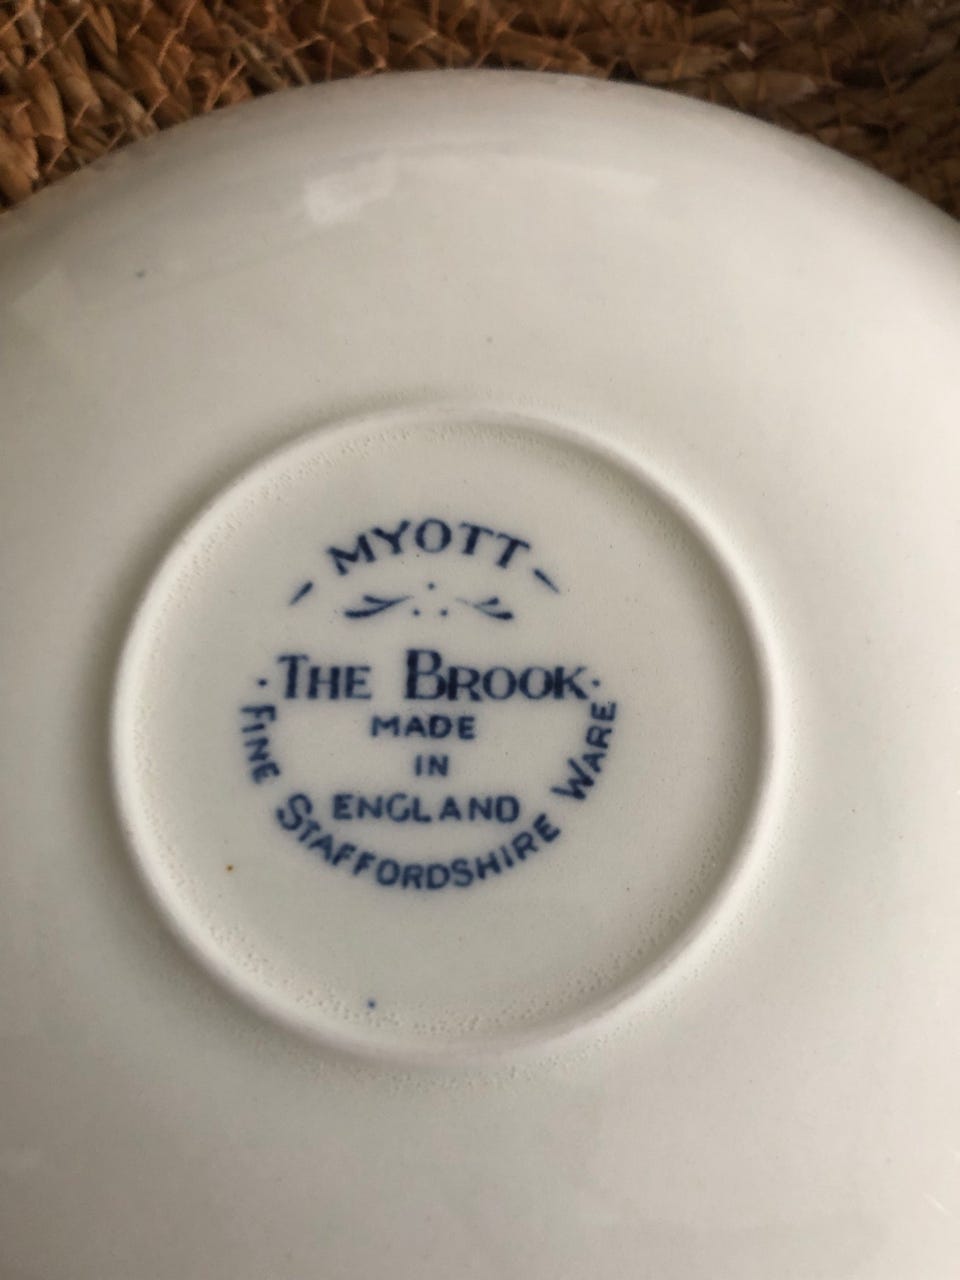 MYOTT
THE BROOK
MADE
IN
ENGLAND
FINE STAFFORDSHIRE WARE